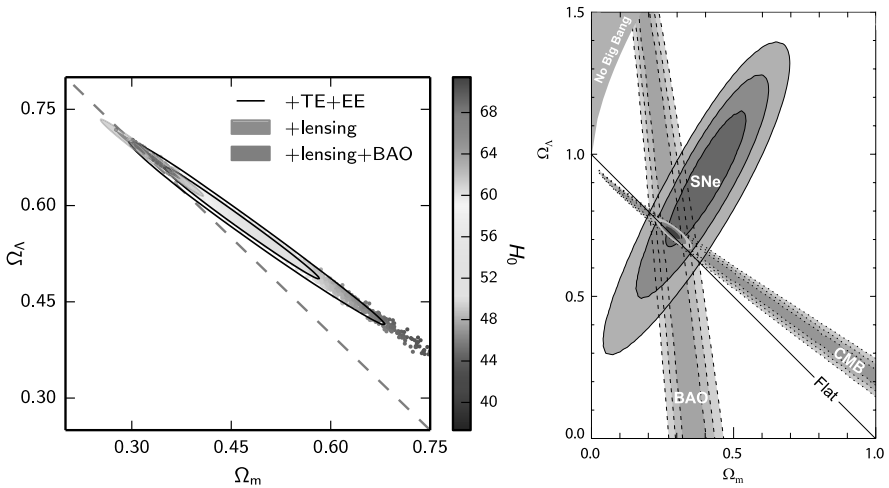 0.75
0.60
0.45
0.30
Ω_Λ
0.30
0.45
0.60
0.75
Ω_m
+TE+EE
+lensing
+lensing+BAO
68
64
60
56
52
48
44
40
H_0
1.5
1.0
0.5
0.0
Ω_Λ
No Big Bang
SNe
BAO
CMB
Flat
0.0
0.5
1.0
Ω_m